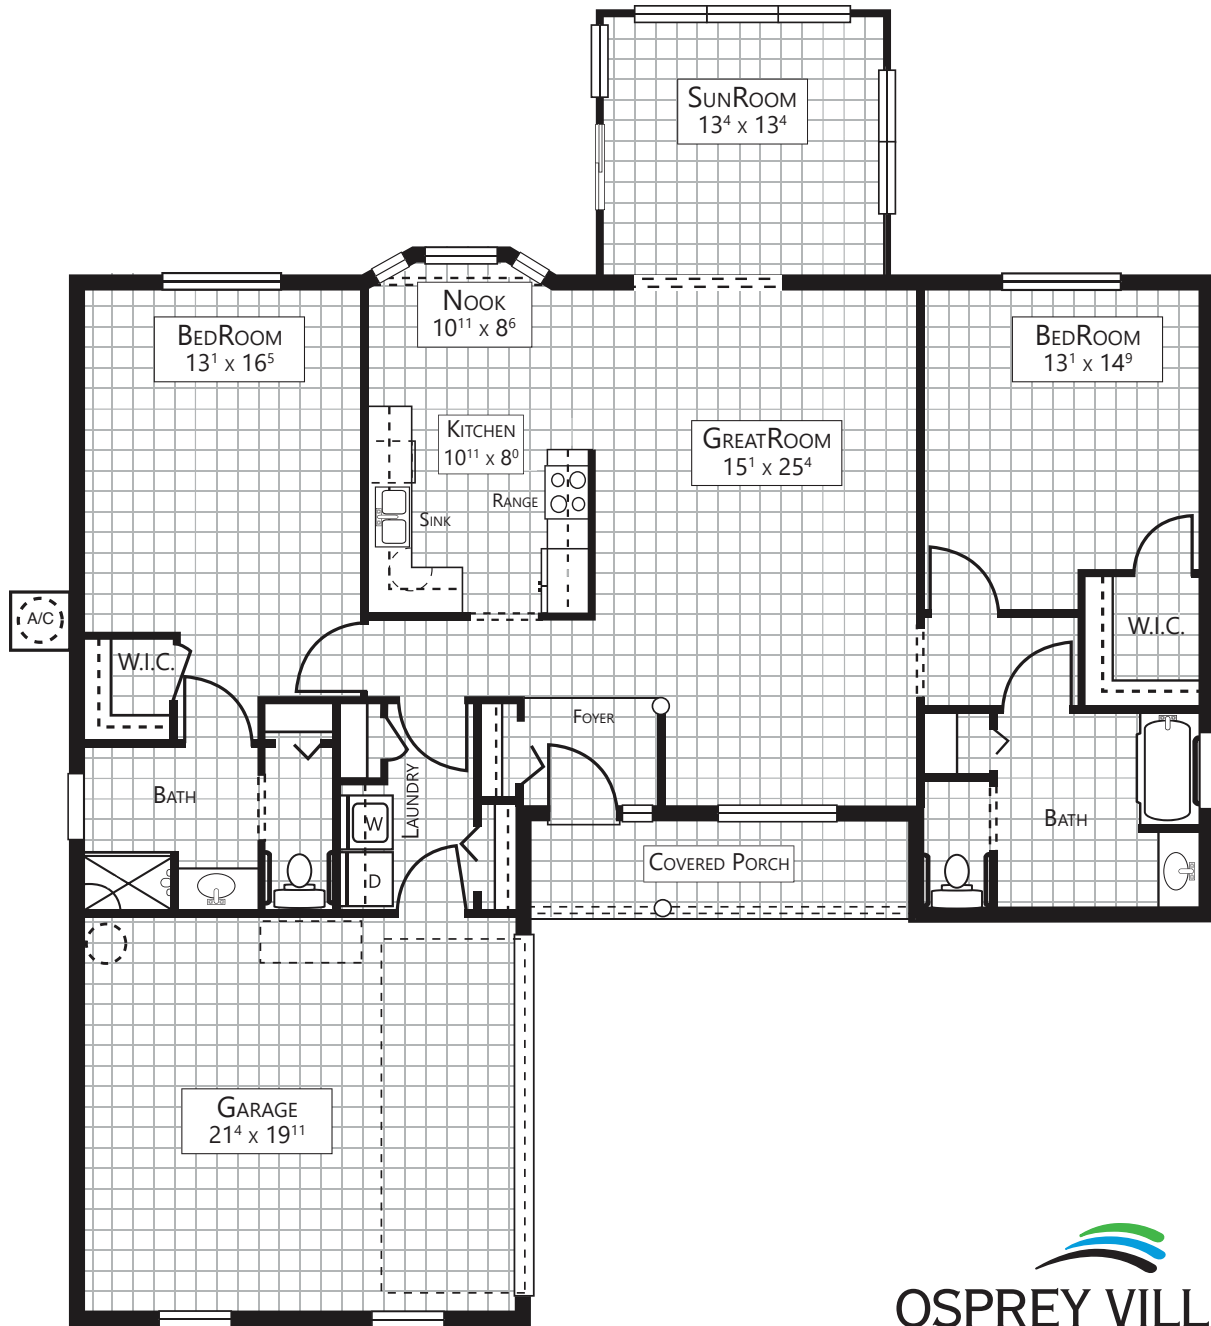 SunRoom
13⁴ x 13⁴
Nook
10¹¹ x 8⁶
BedRoom
13¹ x 16⁵
BedRoom
13¹ x 14⁹
Kitchen
10¹¹ x 8⁰
GreatRoom
15¹ x 25⁴
Range
Sink
A/C
W.I.C.
W.I.C.
Foyer
Laundry
Bath
W
D
Bath
Covered Porch
Garage
21⁴ x 19¹¹
OSPREY VILL